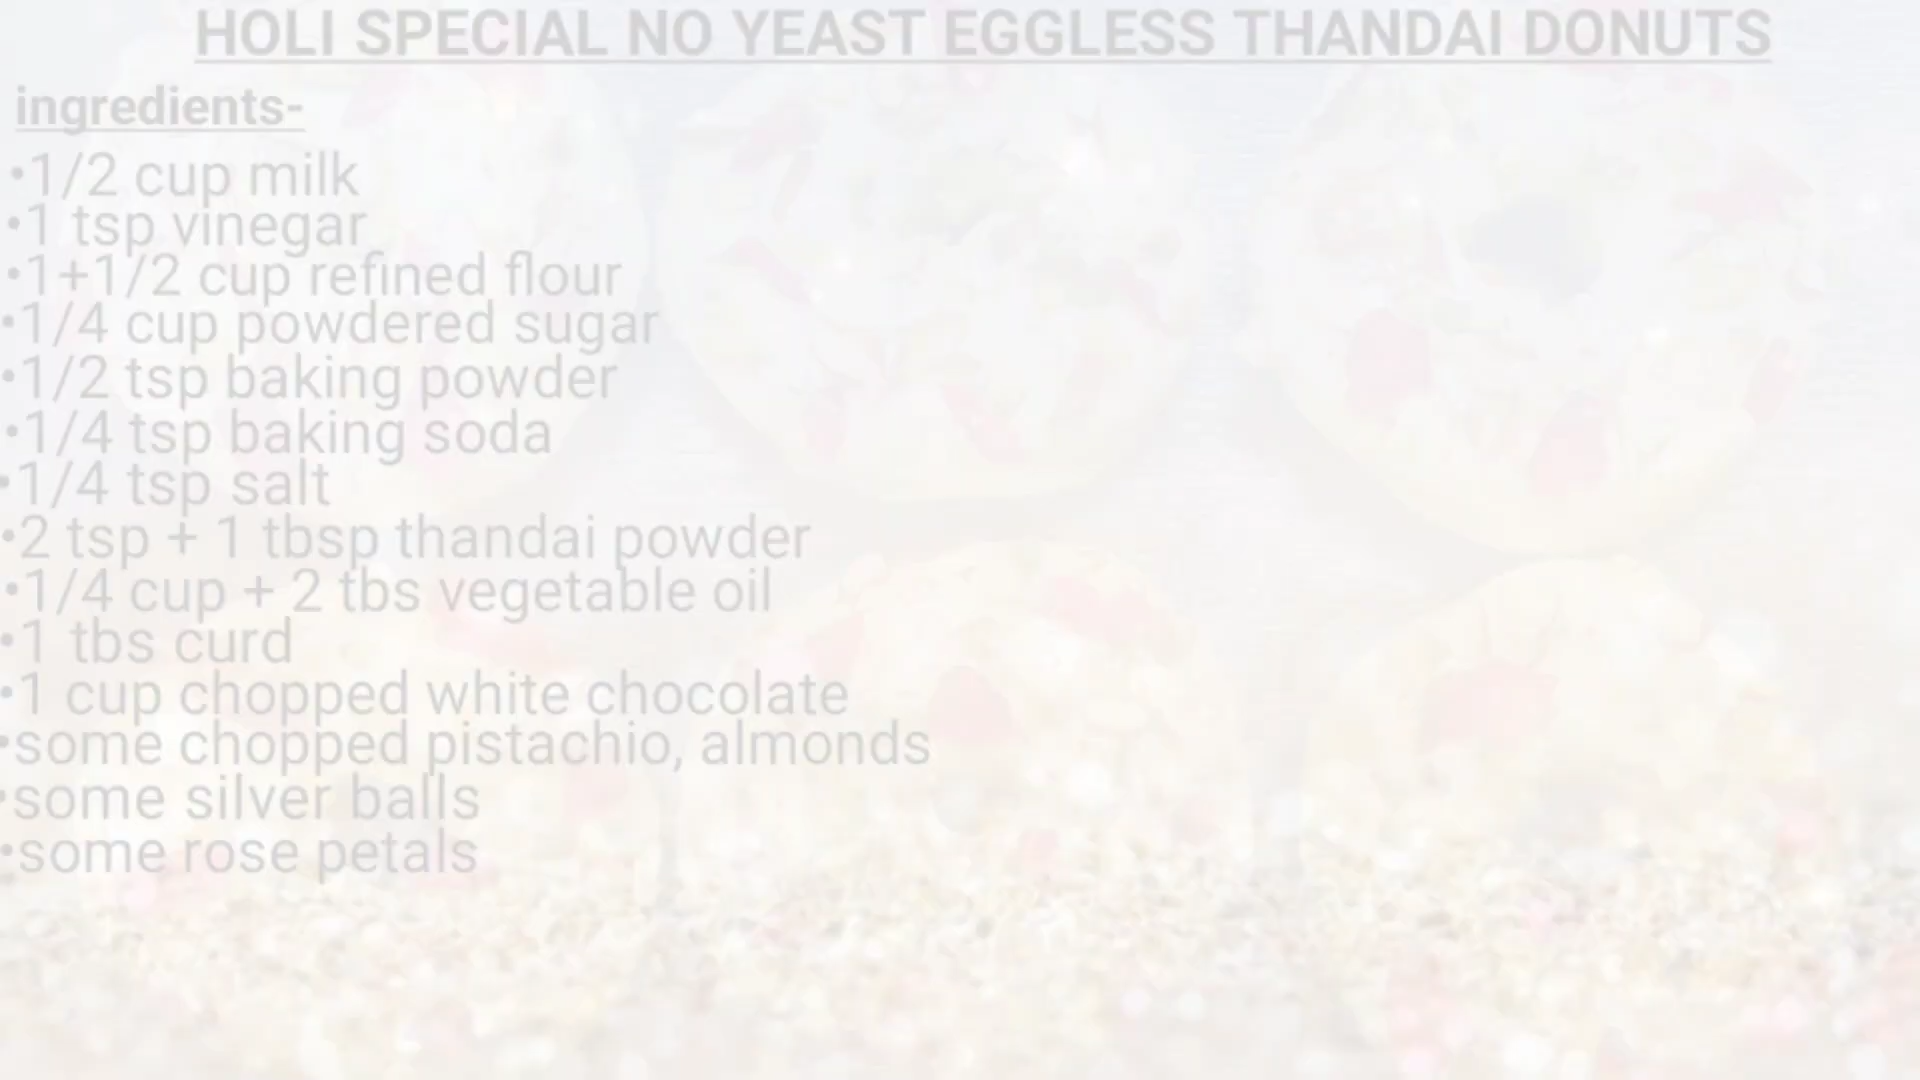 HOLI SPECIAL NO YEAST EGGLESS THANDAI DONUTS
ingredients-
•1/2 cup milk
•1 tsp vinegar
•1+1/2 cup refined flour
•1/4 cup powdered sugar
•1/2 tsp baking powder
•1/4 tsp baking soda
•1/4 tsp salt
•2 tsp + 1 tbsp thandai powder
•1/4 cup + 2 tbs vegetable oil
•1 tbs curd
•1 cup chopped white chocolate
•some chopped pistachio, almonds
•some silver balls
•some rose petals